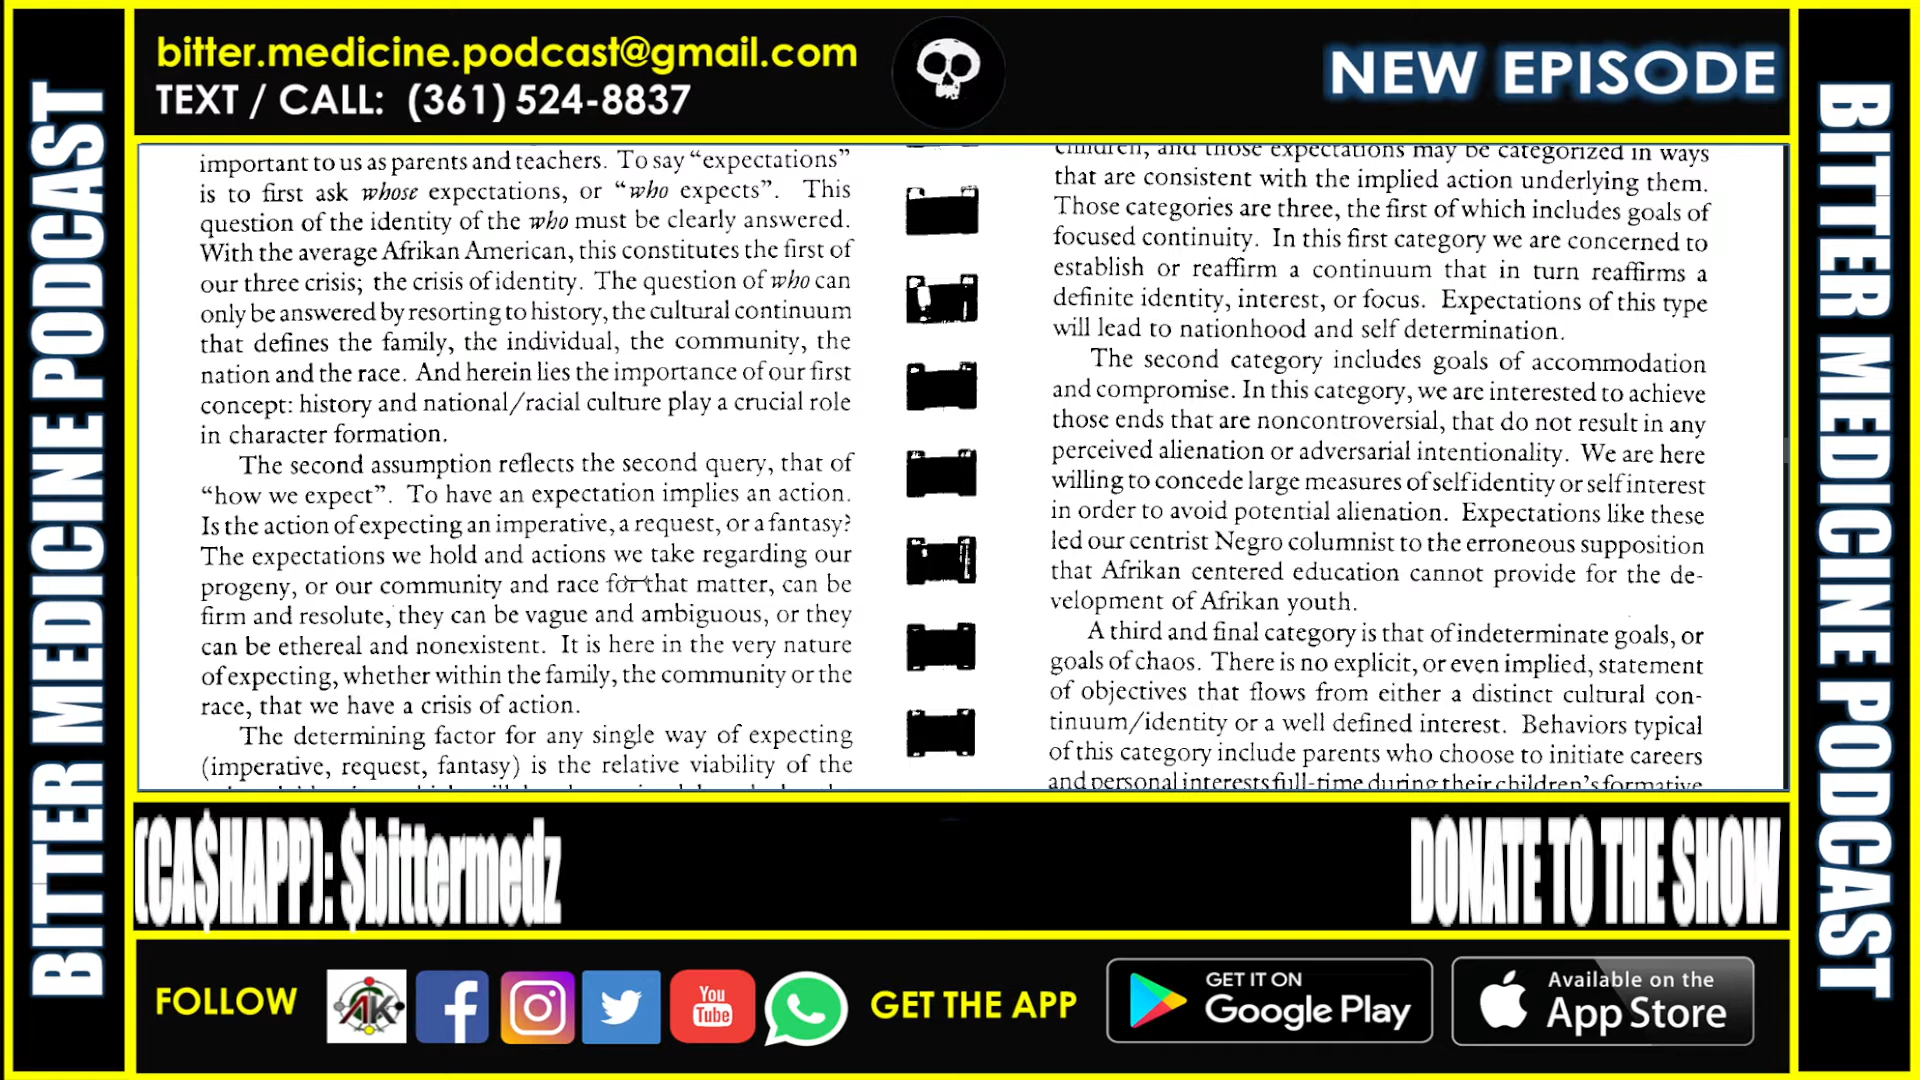 BITTER MEDICINE PODCAST
bitter.medicine.podcast@gmail.com
TEXT / CALL: (361) 524-8837
NEW EPISODE
important to us as parents and teachers. To say “expectations”
is to first ask whose expectations, or “who expects”. This
question of the identity of the who must be clearly answered.
With the average Afrikan American, this constitutes the first of
our three crisis; the crisis of identity. The question of who can
only be answered by resorting to history, the cultural continuum
that defines the family, the individual, the community, the
nation and the race. And herein lies the importance of our first
concept: history and national/racial culture play a crucial role
in character formation.
The second assumption reflects the second query, that of
“how we expect”. To have an expectation implies an action.
Is the action of expecting an imperative, a request, or a fantasy?
The expectations we hold and actions we take regarding our
progeny, or our community and race for that matter, can be
firm and resolute, they can be vague and ambiguous, or they
can be ethereal and nonexistent. It is here in the very nature
of expecting, whether within the family, the community or the
race, that we have a crisis of action.
The determining factor for any single way of expecting
(imperative, request, fantasy) is the relative viability of the
children, and those expectations may be categorized in ways
that are consistent with the implied action underlying them.
Those categories are three, the first of which includes goals of
focused continuity. In this first category we are concerned to
establish or reaffirm a continuum that in turn reaffirms a
definite identity, interest, or focus. Expectations of this type
will lead to nationhood and self determination.
The second category includes goals of accommodation
and compromise. In this category, we are interested to achieve
those ends that are noncontroversial, that do not result in any
perceived alienation or adversarial intentionality. We are here
willing to concede large measures of selfidentity or selfinterest
in order to avoid potential alienation. Expectations like these
led our centrist Negro columnist to the erroneous supposition
that Afrikan centered education cannot provide for the de-
velopment of Afrikan youth.
A third and final category is that of indeterminate goals, or
goals of chaos. There is no explicit, or even implied, statement
of objectives that flows from either a distinct cultural con-
tinuum/identity or a well defined interest. Behaviors typical
of this category include parents who choose to initiate careers
and personal interests full-time during their children's formative
(CA$HAPP): $bittermedz
DONATE TO THE SHOW
FOLLOW
AK
You
Tube
GET THE APP
GET IT ON
Google Play
Available on the
App Store
BITTER MEDICINE PODCAST